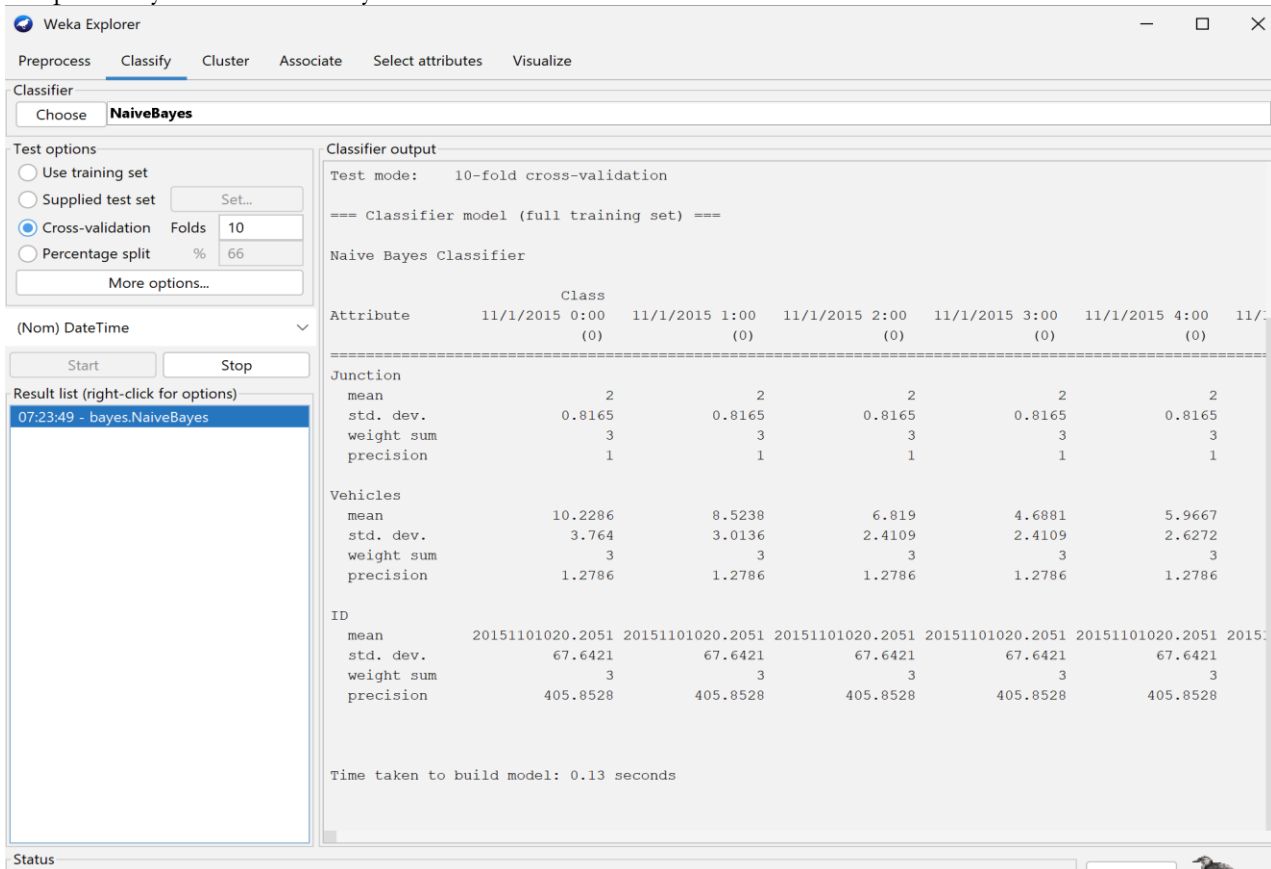 Weka Explorer
Preprocess Classify Cluster Associate Select attributes Visualize
Classifier
Choose NaiveBayes
Test options
Use training set
Supplied test set Set...
Cross-validation Folds 10
Percentage split % 66
More options...
(Nom) DateTime
Start Stop
Result list (right-click for options)
07:23:49 - bayes.NaiveBayes
Classifier output
Test mode: 10-fold cross-validation
=== Classifier model (full training set) ===
Naive Bayes Classifier
Class
Attribute 11/1/2015 0:00 11/1/2015 1:00 11/1/2015 2:00 11/1/2015 3:00 11/1/2015 4:00
(0) (0) (0) (0) (0)
Junction
mean 2 2 2 2 2
std. dev. 0.8165 0.8165 0.8165 0.8165 0.8165
weight sum 3 3 3 3 3
precision 1 1 1 1 1
Vehicles
mean 10.2286 8.5238 6.819 4.6881 5.9667
std. dev. 3.764 3.0136 2.4109 2.4109 2.6272
weight sum 3 3 3 3 3
precision 1.2786 1.2786 1.2786 1.2786 1.2786
ID
mean 20151101020.2051 20151101020.2051 20151101020.2051 20151101020.2051 20151101020.2051
std. dev. 67.6421 67.6421 67.6421 67.6421 67.6421
weight sum 3 3 3 3 3
precision 405.8528 405.8528 405.8528 405.8528 405.8528
Time taken to build model: 0.13 seconds
Status